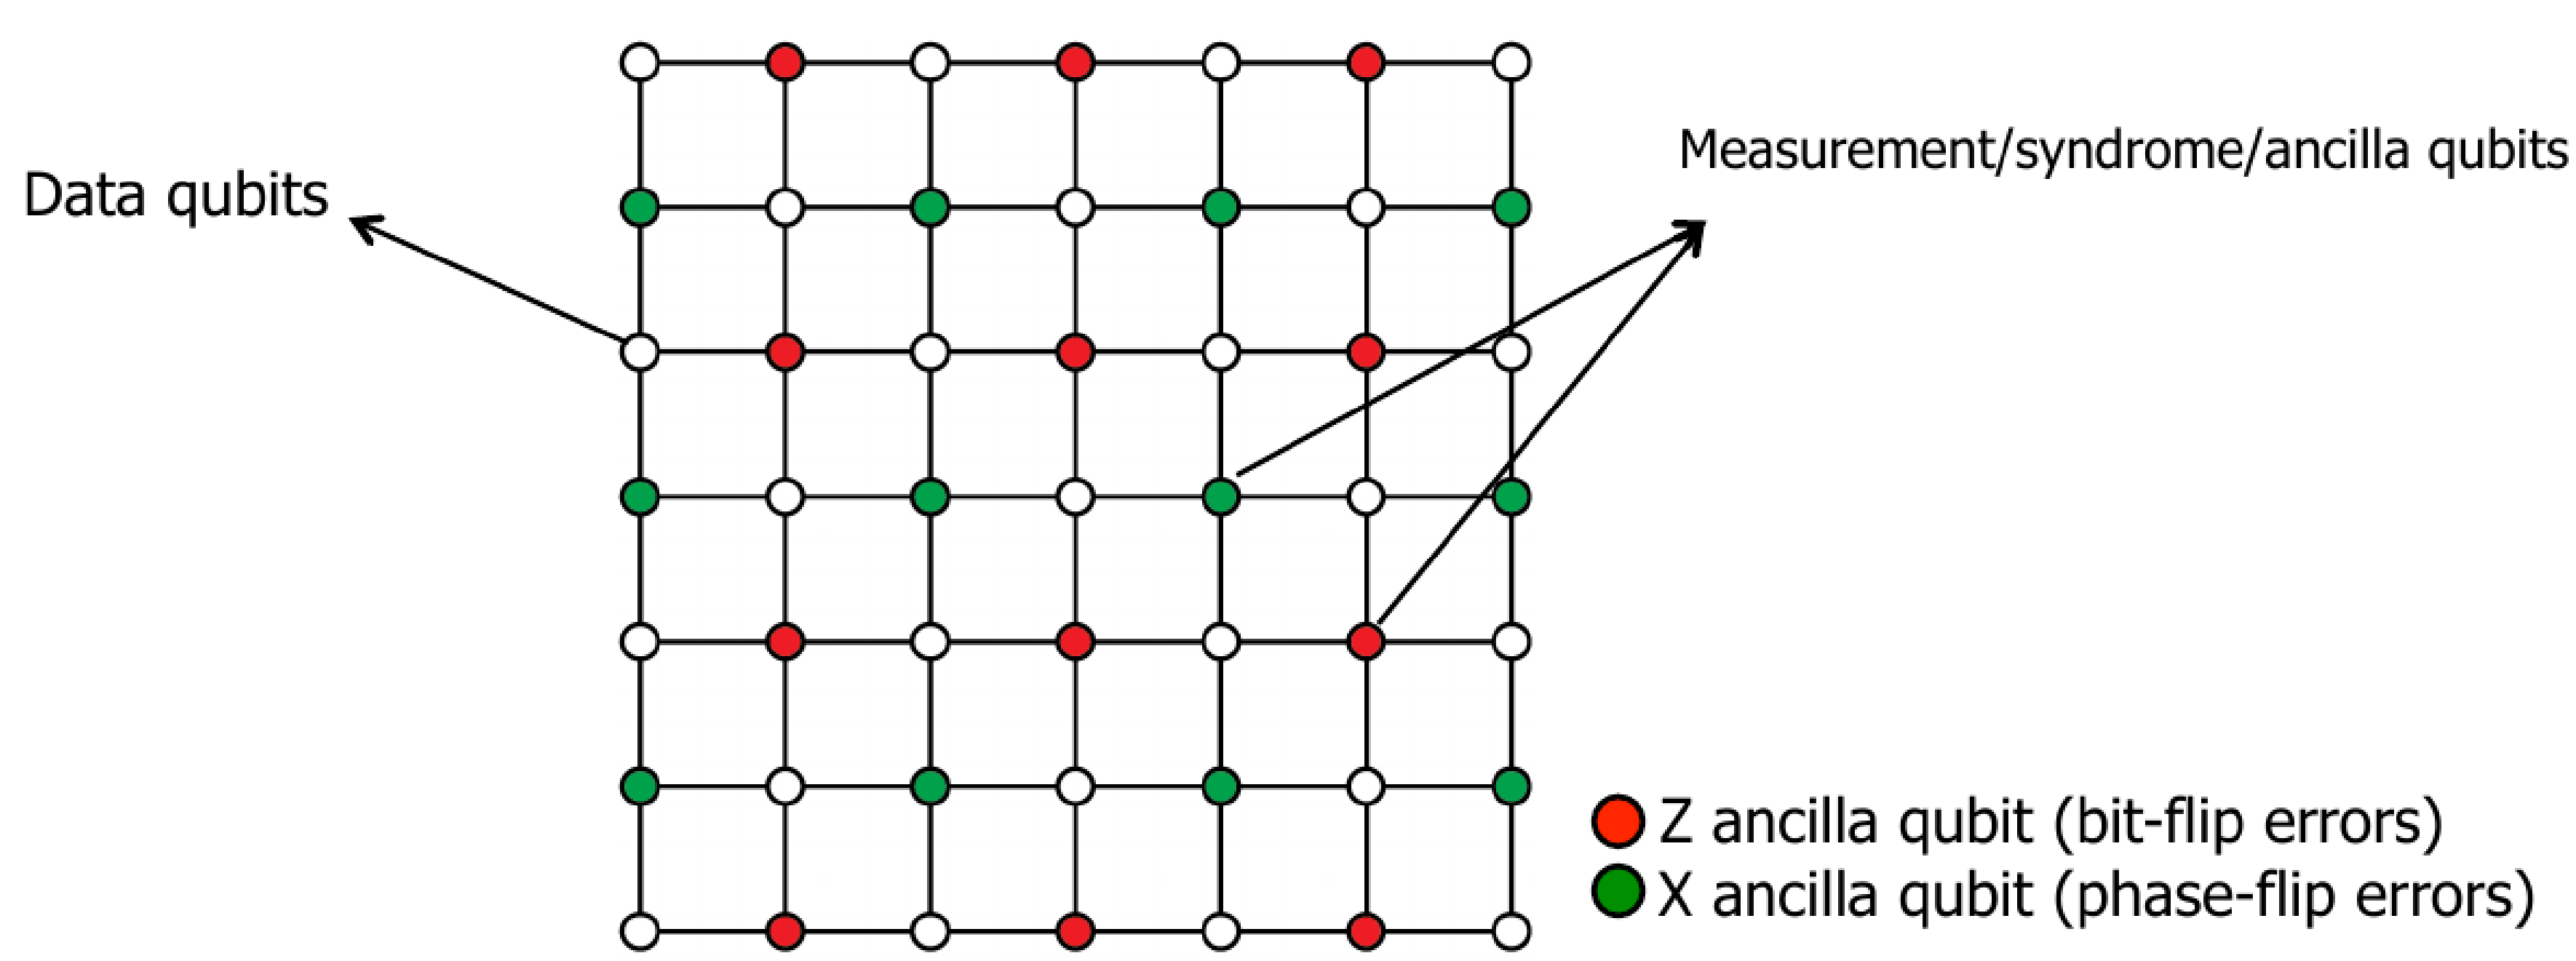 Data qubits
Measurement/syndrome/ancilla qubits
Z ancilla qubit (bit-flip errors)
X ancilla qubit (phase-flip errors)